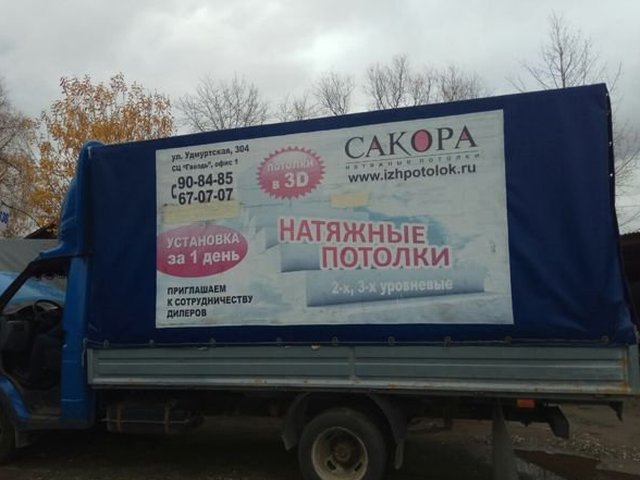 ул. Удмуртская, 304
СЦ "Гвоздь", офис 1
90-84-85
67-07-07
ПОТОЛКИ
в 3D
САКОРА
НАТЯЖНЫЕ ПОТОЛКИ
www.izhpotolok.ru
УСТАНОВКА
за 1 день
НАТЯЖНЫЕ
ПОТОЛКИ
2-х, 3-х уровневые
ПРИГЛАШАЕМ
К СОТРУДНИЧЕСТВУ
ДИЛЕРОВ